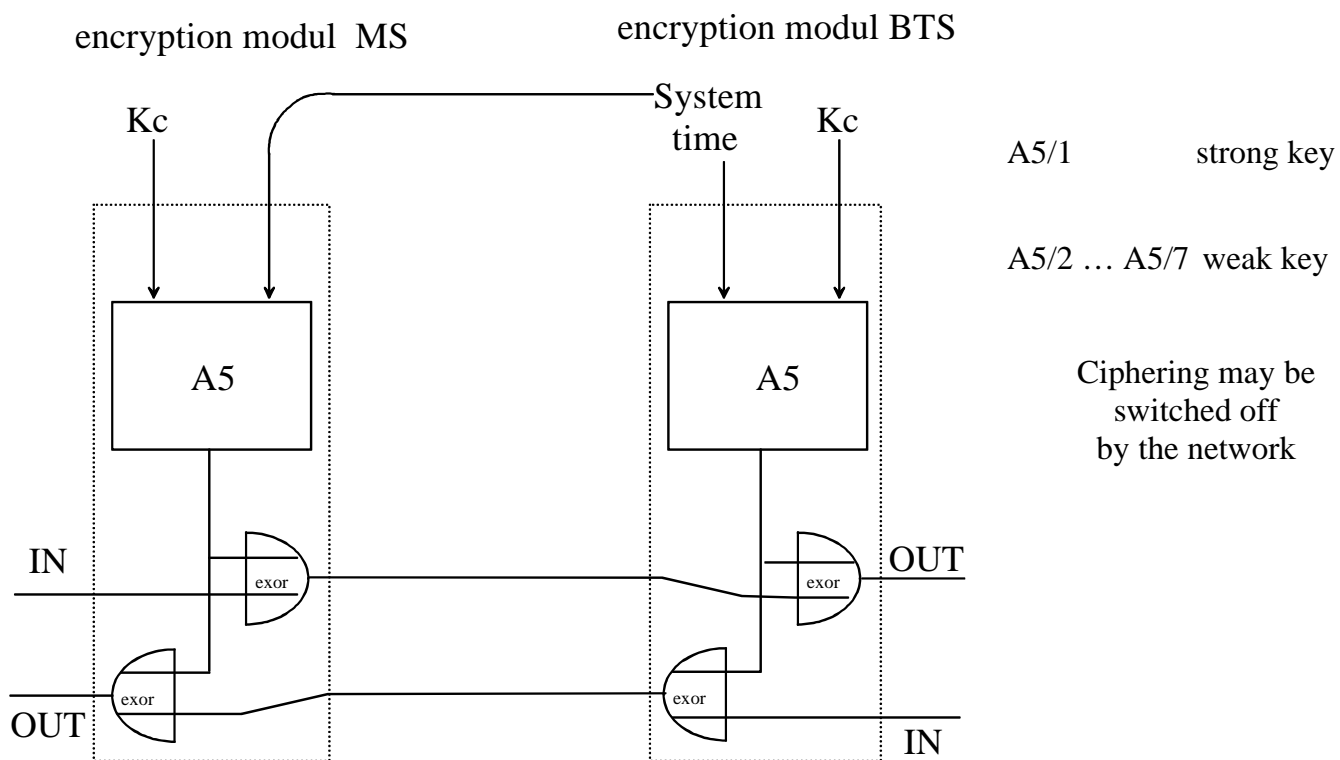 encryption modul MS
encryption modul BTS
Kc
System
time
Kc
A5/1 strong key
A5/2 … A5/7 weak key
A5
A5
Ciphering may be
switched off
by the network
IN
exor
exor
OUT
exor
OUT
exor
IN